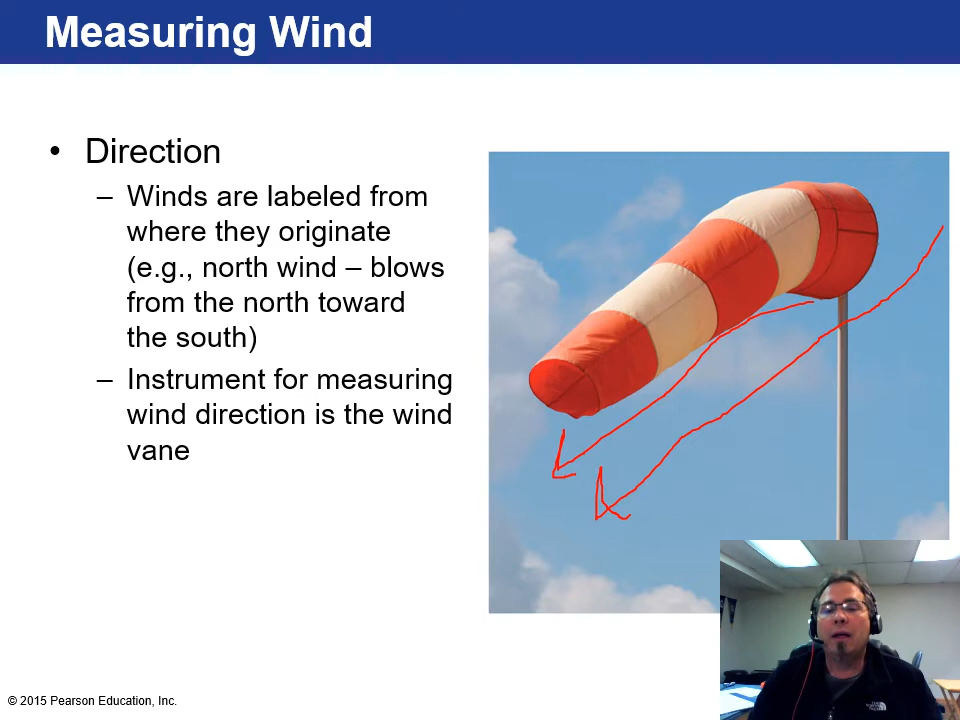 Measuring Wind
• Direction
– Winds are labeled from
where they originate
(e.g., north wind – blows
from the north toward
the south)
– Instrument for measuring
wind direction is the wind
vane
© 2015 Pearson Education, Inc.